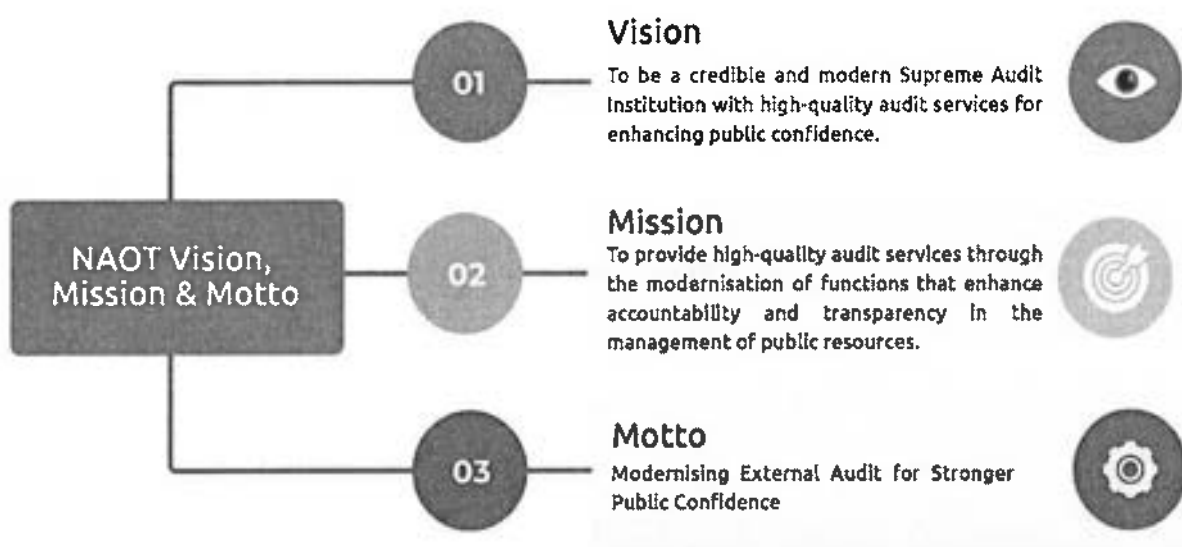 Vision
01
To be a credible and modern Supreme Audit
Institution with high-quality audit services for
enhancing public confidence.
NAOT Vision,
Mission & Motto
Mission
02
To provide high-quality audit services through
the modernisation of functions that enhance
accountability and transparency in the
management of public resources.
Motto
03
Modernising External Audit for Stronger
Public Confidence